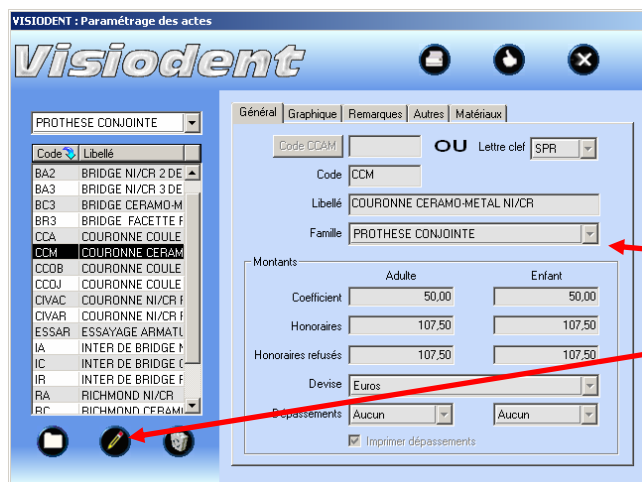 VISIODENT : Paramétrage des actes
Visiodent
PROTHESE CONJOINTE
Code Libellé
BA2 BRIDGE NI/CR 2 DE
BA3 BRIDGE NI/CR 3 DE
BC3 BRIDGE CERAMO-M
BR3 BRIDGE FACETTE F
CCA COURONNE COULE
CCM COURONNE CERAM
CCOB COURONNE COULE
CCOJ COURONNE COULE
CIVAC COURONNE NI/CR F
CIVAR COURONNE NI/CR F
ESSAR ESSAYAGE ARMATU
IA INTER DE BRIDGE N
IC INTER DE BRIDGE C
IR INTER DE BRIDGE F
RA RICHMOND NI/CR
RC RICHMOND CERAMI
Général Graphique Remarques Autres Matériaux
Code CCAM OU Lettre clef SPR
Code CCM
Libellé COURONNE CERAMO-METAL NI/CR
Famille PROTHESE CONJOINTE
Montants
Adulte Enfant
Coefficient 50,00 50,00
Honoraires 107,50 107,50
Honoraires refusés 107,50 107,50
Devise Euros
Dépassements Aucun Aucun
Imprimer dépassements